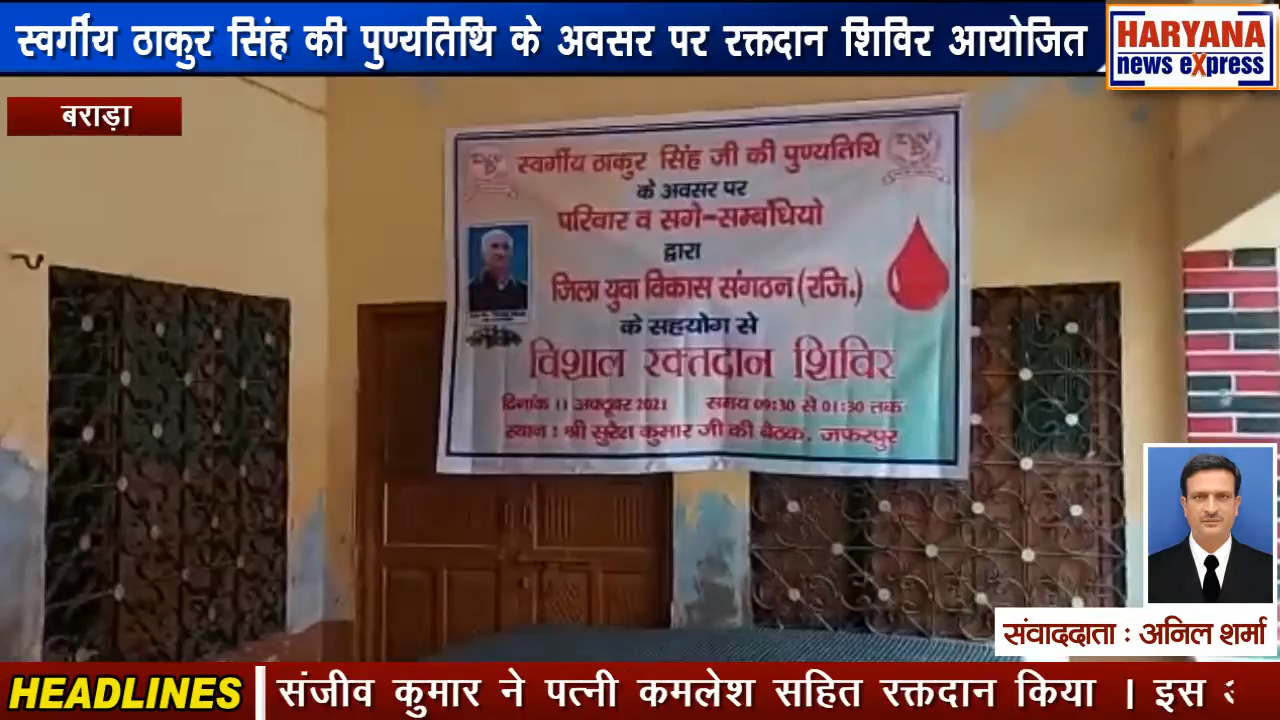 स्वर्गीय ठाकुर सिंह की पुण्यतिथि के अवसर पर रक्तदान शिविर आयोजित
HARYANA
news eXpress
बराड़ा
स्वर्गीय ठाकुर सिंह जी की पुण्यतिथि
के अवसर पर
परिवार व सगे-सम्बंधियो
द्वारा
जिला युवा विकास संगठन (रजि.)
के सहयोग से
विशाल रक्तदान शिविर
दिनांक 11 अक्टूबर 2021 समय 09:30 से 01:30 तक
स्थान : श्री सुरेश कुमार जी की बैठक, जफरपुर
संवाददाता : अनिल शर्मा
HEADLINES
संजीव कुमार ने पत्नी कमलेश सहित रक्तदान किया । इस